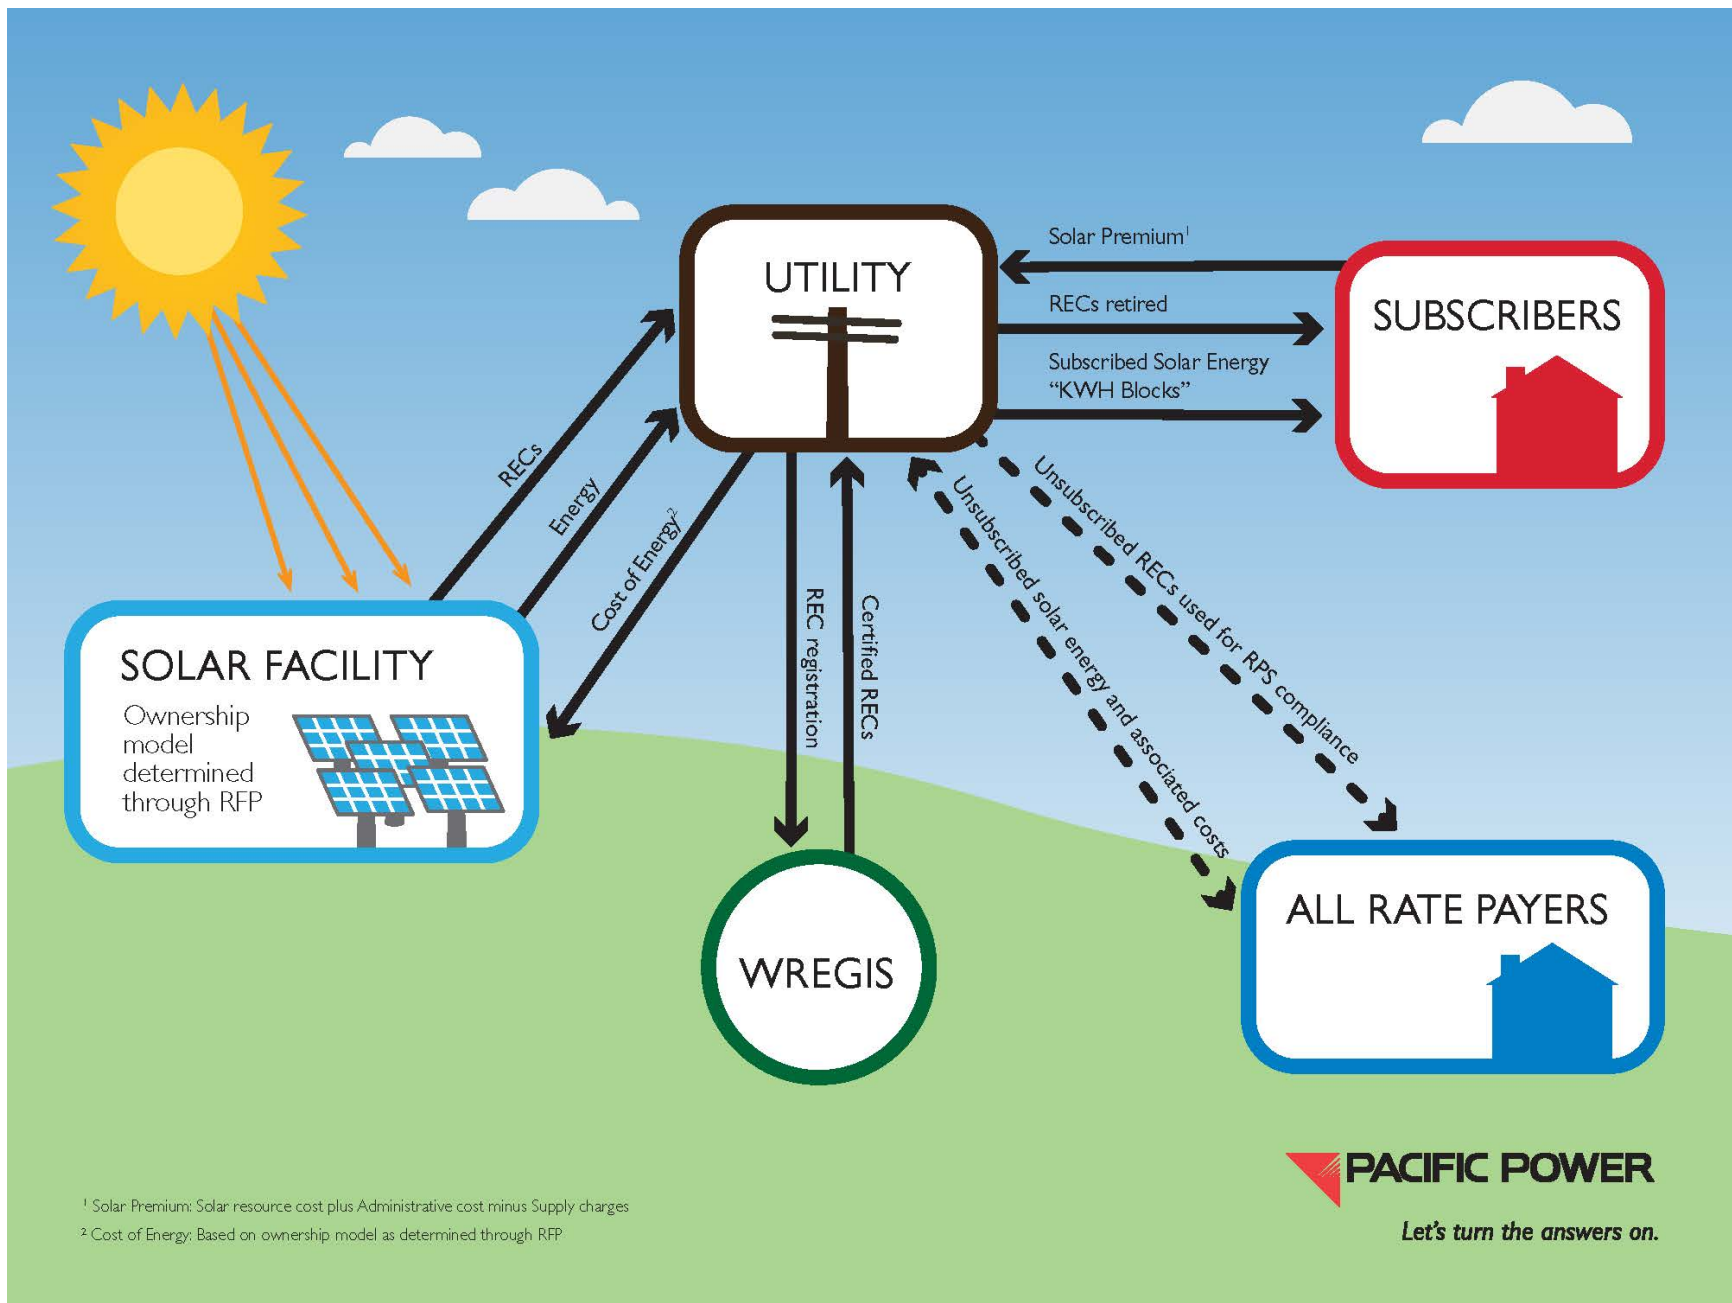 UTILITY
Solar Premium¹
RECs retired
Subscribed Solar Energy
“KWH Blocks”
SUBSCRIBERS
RECs
Energy
Cost of Energy²
REC registration
Certified RECs
Unsubscribed solar energy and associated costs
Unsubscribed RECs used for RPS compliance
SOLAR FACILITY
Ownership
model
determined
through RFP
WREGIS
ALL RATE PAYERS
PACIFIC POWER
Let’s turn the answers on.
¹ Solar Premium: Solar resource cost plus Administrative cost minus Supply charges
² Cost of Energy: Based on ownership model as determined through RFP